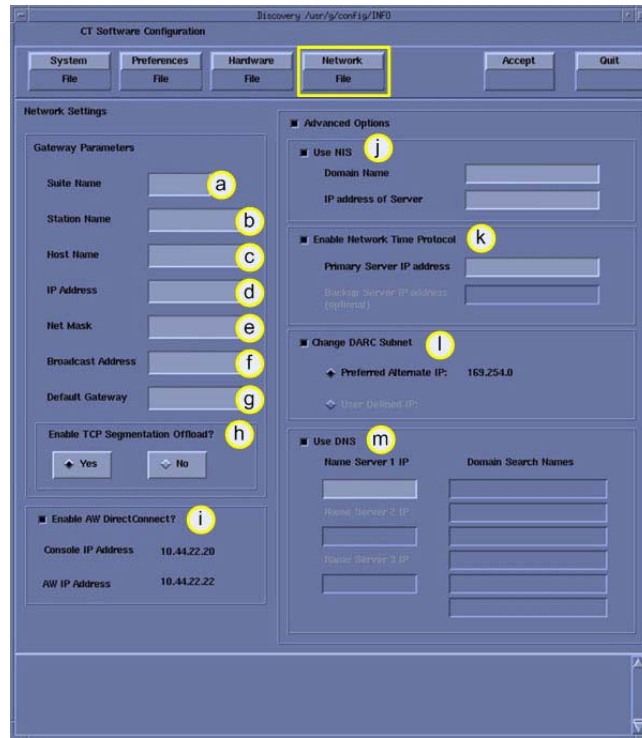 Discovery /usr/g/config/INFO
CT Software Configuration
System Preferences Hardware Network Accept Quit
File File File File
Network Settings
Gateway Parameters
Suite Name a
Station Name b
Host Name c
IP Address d
Net Mask e
Broadcast Address f
Default Gateway g
Enable TCP Segmentation Offload? h
Yes No
Enable AW DirectConnect? i
Console IP Address 10.44.22.20
AW IP Address 10.44.22.22
Advanced Options
Use NIS j
Domain Name
IP address of Server
Enable Network Time Protocol k
Primary Server IP address
Backup Server IP address
(optional)
Change DARC Subnet l
Preferred Alternate IP: 169.254.0
User Defined IP:
Use DNS m
Name Server 1 IP Domain Search Names
Name Server 2 IP
Name Server 3 IP